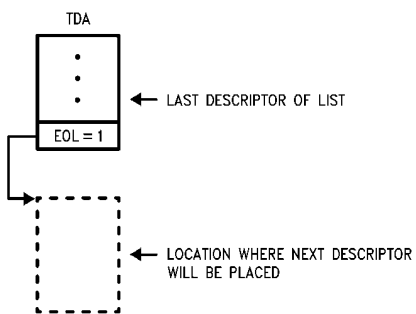 TDA
LAST DESCRIPTOR OF LIST
EOL = 1
LOCATION WHERE NEXT DESCRIPTOR
WILL BE PLACED